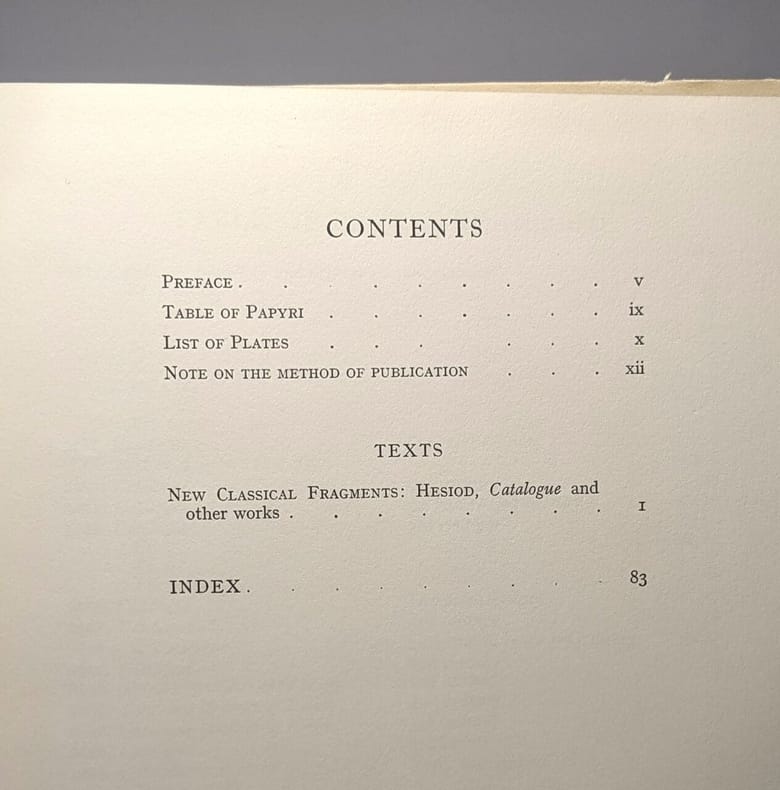 CONTENTS
PREFACE . . . . . . . . . v
TABLE OF PAPYRI . . . . . . . ix
LIST OF PLATES . . . . . . x
NOTE ON THE METHOD OF PUBLICATION . . . xii
TEXTS
NEW CLASSICAL FRAGMENTS: HESIOD, Catalogue and
other works . . . . . . . . 1
INDEX . . . . . . . . . 83